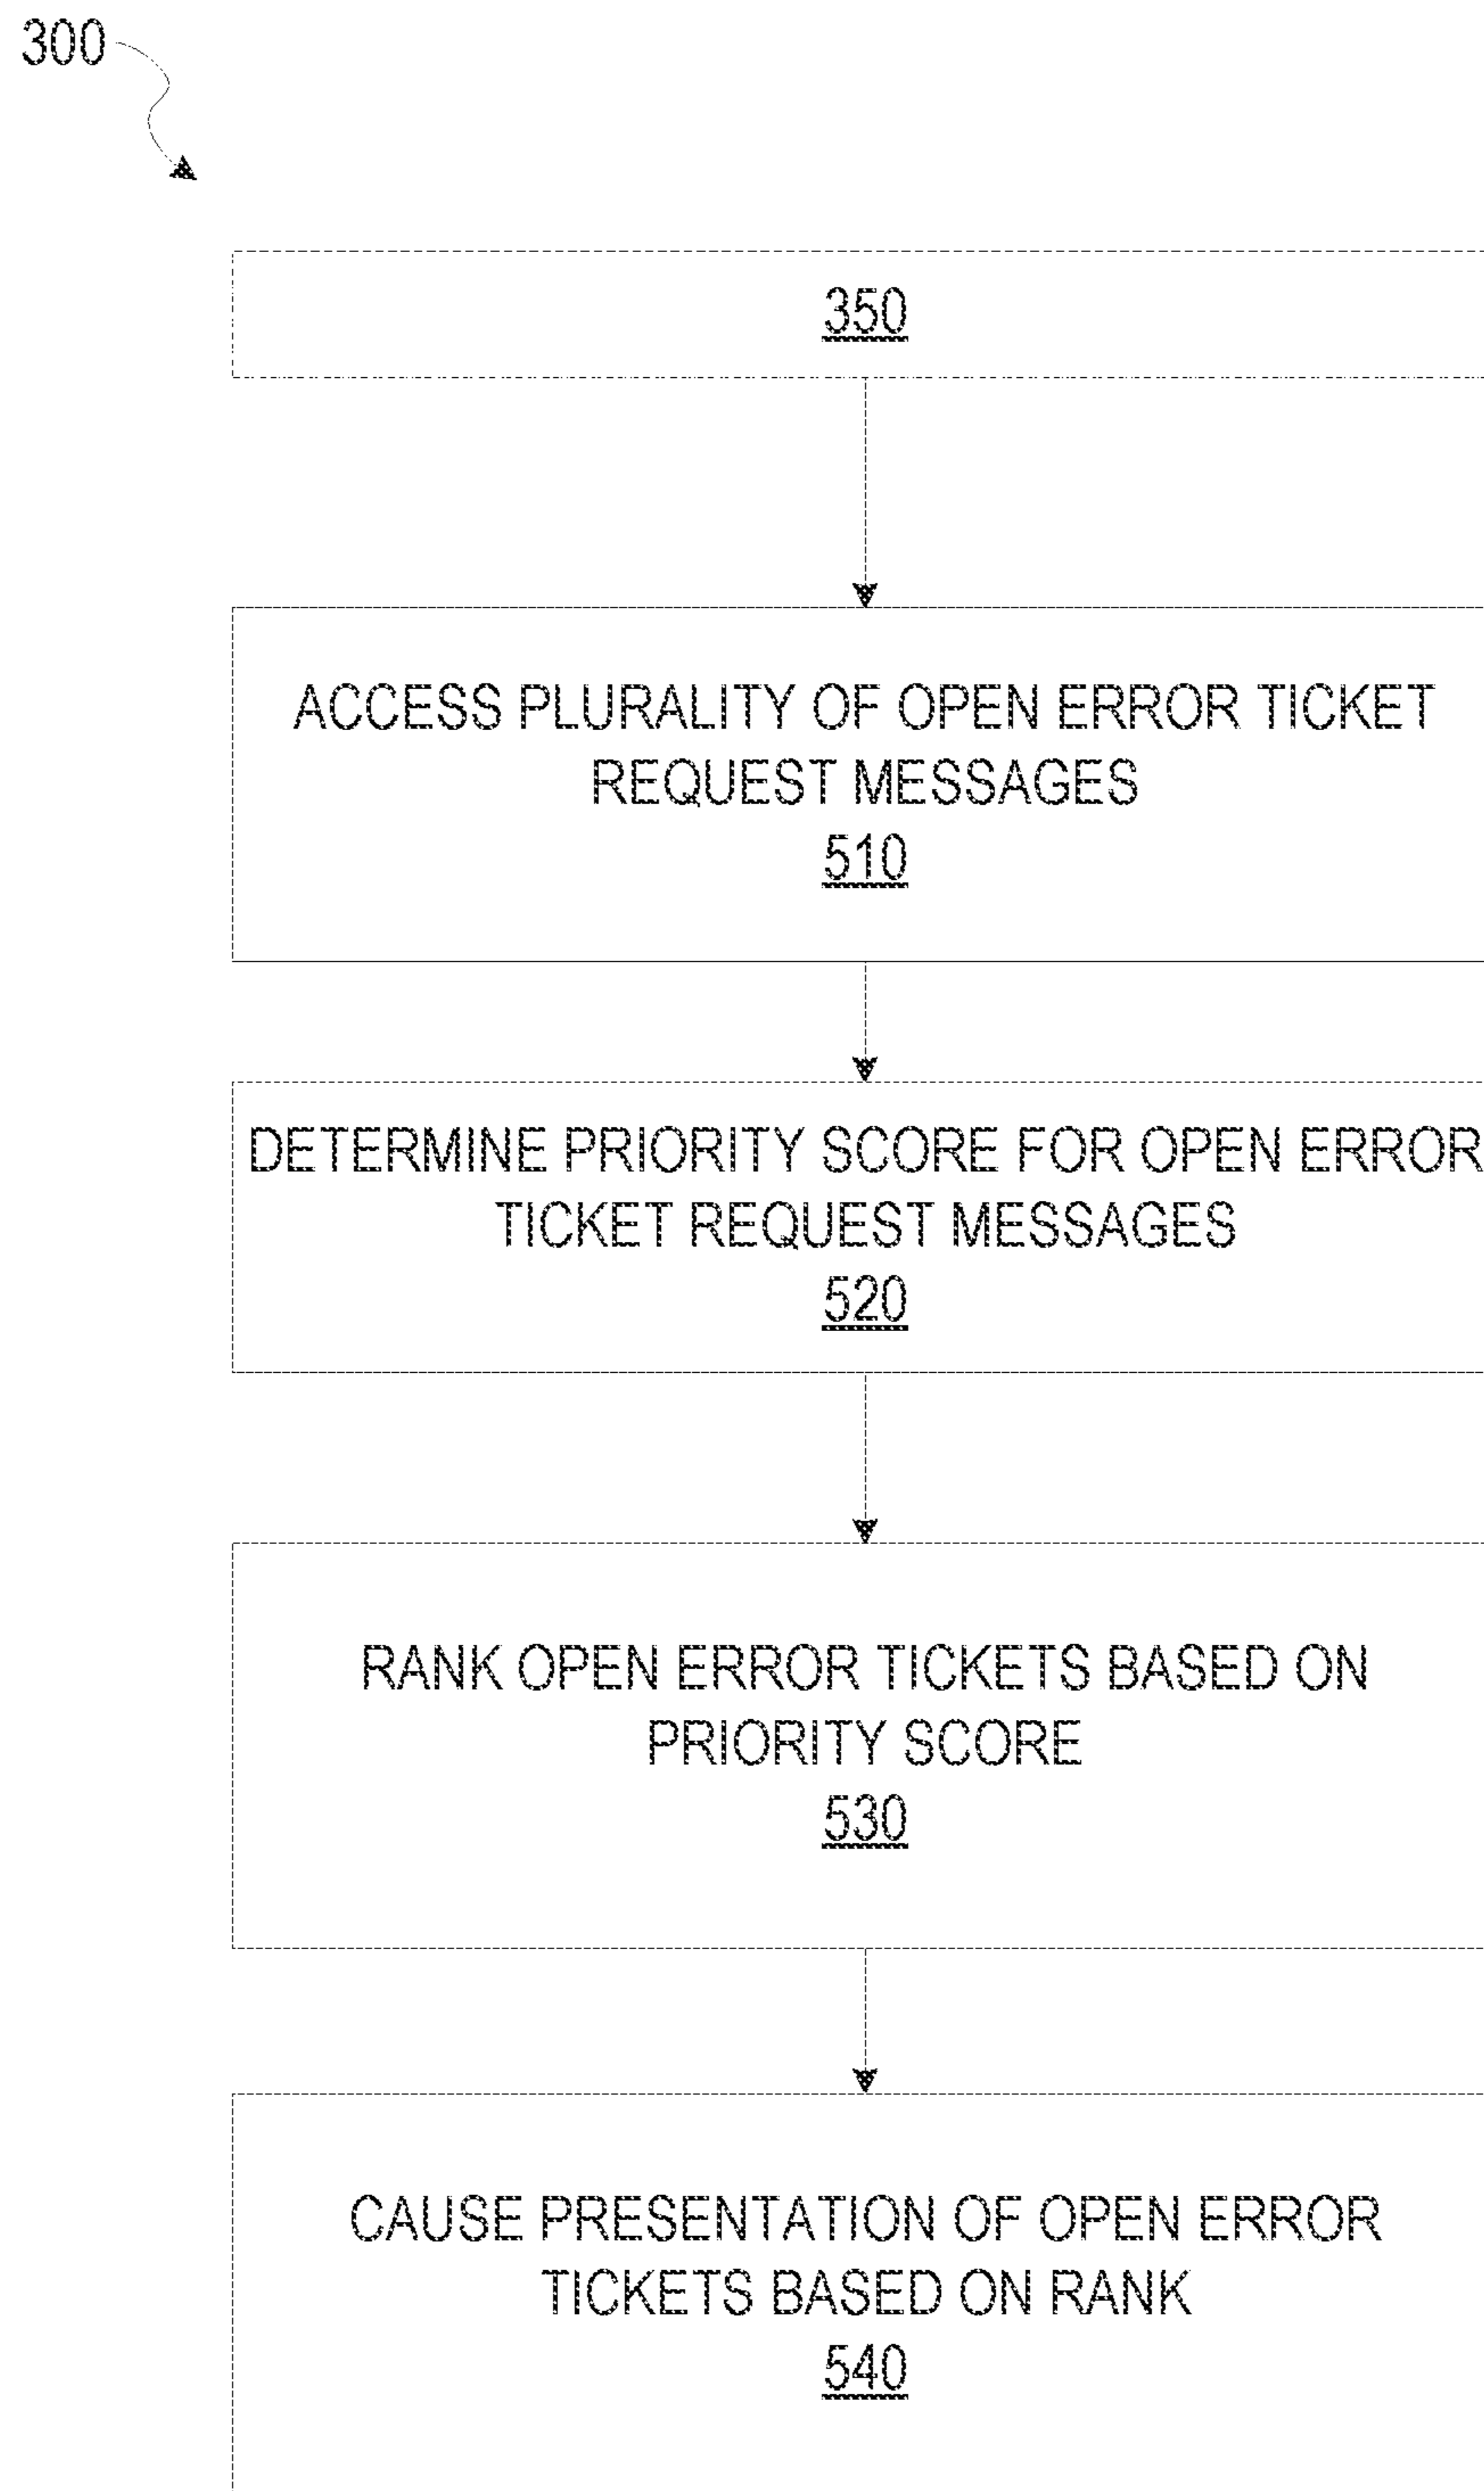 300
350
ACCESS PLURALITY OF OPEN ERROR TICKET
REQUEST MESSAGES
510
DETERMINE PRIORITY SCORE FOR OPEN ERROR
TICKET REQUEST MESSAGES
520
RANK OPEN ERROR TICKETS BASED ON
PRIORITY SCORE
530
CAUSE PRESENTATION OF OPEN ERROR
TICKETS BASED ON RANK
540